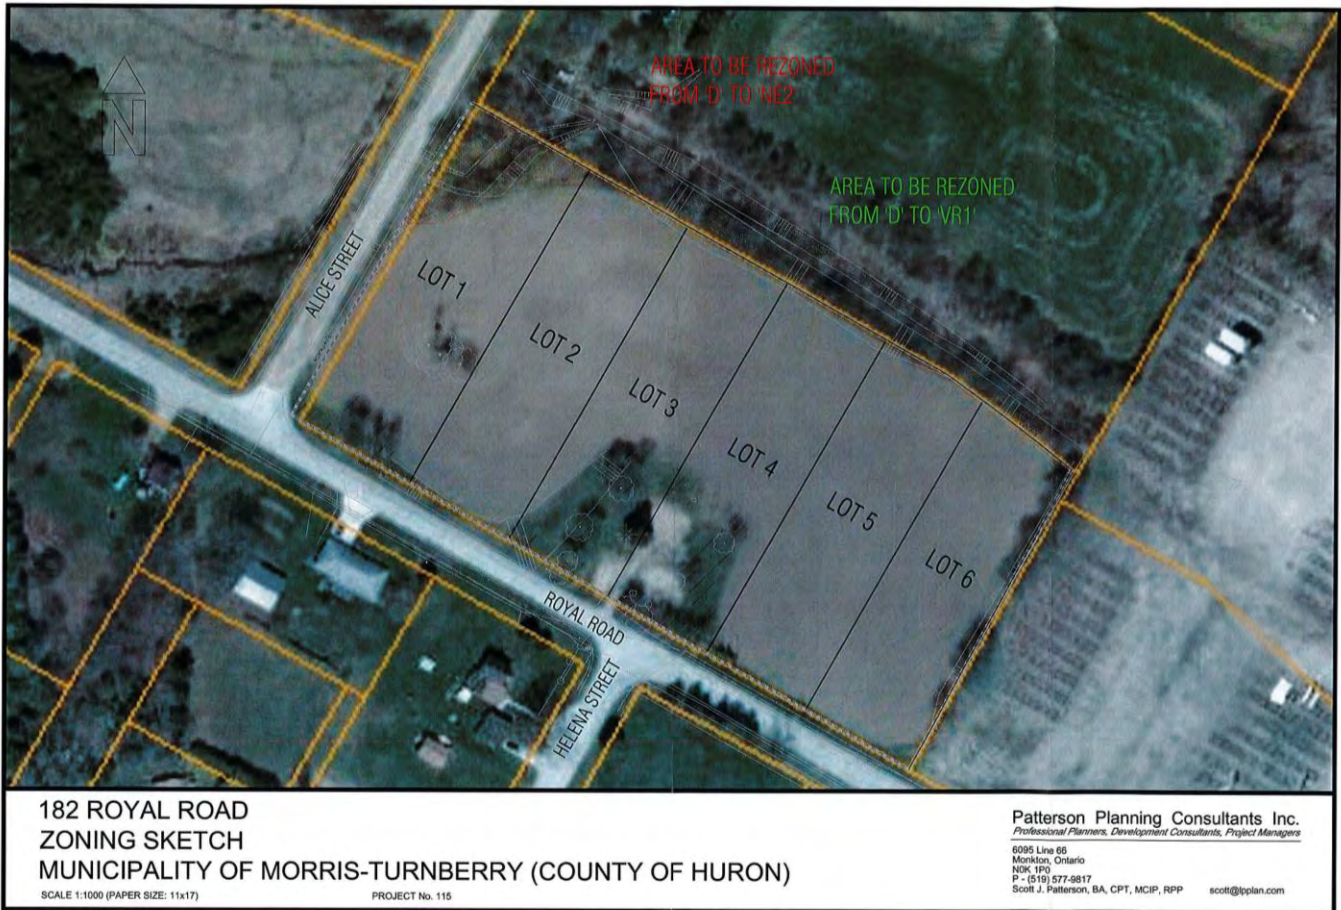 AREA TO BE REZONED
FROM 'D' TO 'NE2'
AREA TO BE REZONED
FROM 'D' TO 'VR1'
N
ALICE STREET
LOT 1
LOT 2
LOT 3
LOT 4
LOT 5
LOT 6
ROYAL ROAD
HELENA STREET
182 ROYAL ROAD
ZONING SKETCH
MUNICIPALITY OF MORRIS-TURNBERRY (COUNTY OF HURON)
SCALE 1:1000 (PAPER SIZE: 11x17)
PROJECT No. 115
Patterson Planning Consultants Inc.
Professional Planners, Development Consultants, Project Managers
6095 Line 66
Monkton, Ontario
N0K 1P0
P - (519) 577-9817
Scott J. Patterson, BA, CPT, MCIP, RPP scott@lpplan.com